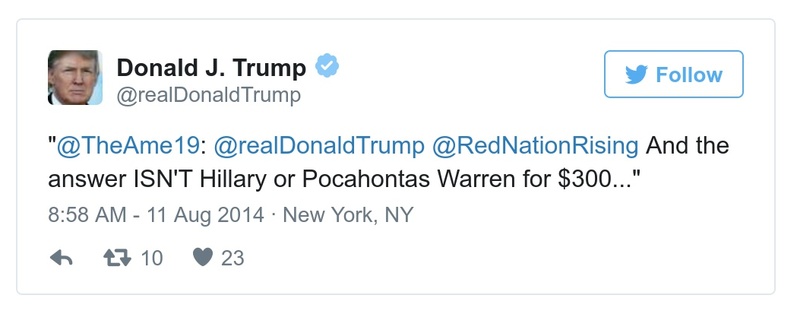 Donald J. Trump
@realDonaldTrump
Follow
"@TheAme19: @realDonaldTrump @RedNationRising And the
answer ISN'T Hillary or Pocahontas Warren for $300..."
8:58 AM - 11 Aug 2014 · New York, NY
10 23